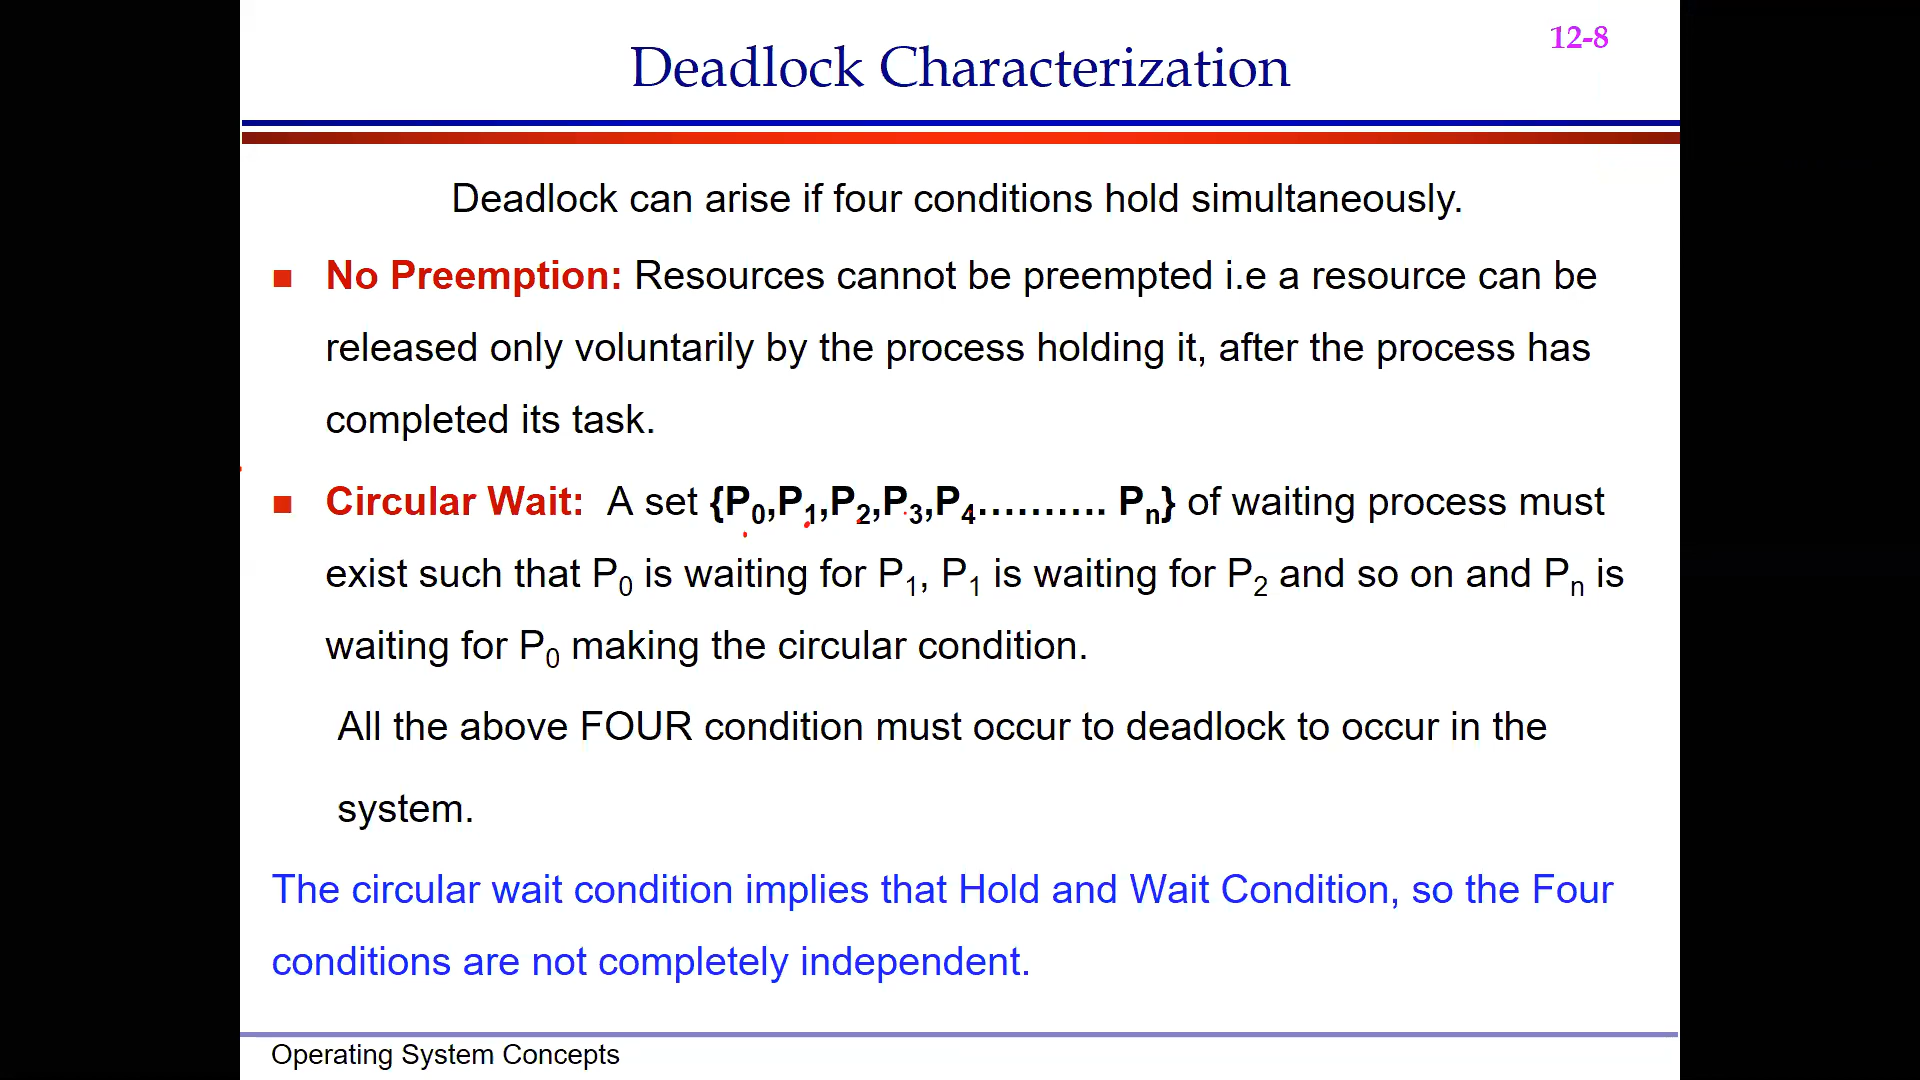 12-8
Deadlock Characterization
Deadlock can arise if four conditions hold simultaneously.
■ No Preemption: Resources cannot be preempted i.e a resource can be
released only voluntarily by the process holding it, after the process has
completed its task.
■ Circular Wait: A set {P0,P1,P2,P3,P4.......... Pn} of waiting process must
exist such that P0 is waiting for P1, P1 is waiting for P2 and so on and Pn is
waiting for P0 making the circular condition.
All the above FOUR condition must occur to deadlock to occur in the
system.
The circular wait condition implies that Hold and Wait Condition, so the Four
conditions are not completely independent.
Operating System Concepts